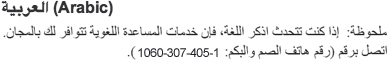 العربية (Arabic)
ملحوظة: إذا كنت تتحدث اذكر اللغة، فإن خدمات المساعدة اللغوية تتوافر لك بالمجان.
اتصل برقم (رقم هاتف الصم والبكم: 1-405-307-1060).